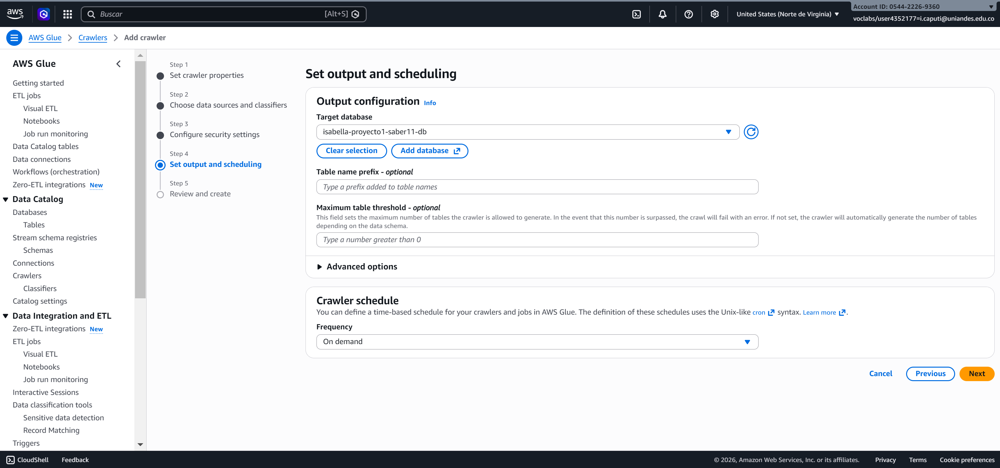 aws
Buscar
[Alt+S]
United States (Norte de Virginia)
Account ID: 0544-2226-9360
voclabs/user4352177=i.caputi@uniandes.edu.co
AWS Glue
Crawlers
Add crawler
AWS Glue
Getting started
ETL jobs
Visual ETL
Notebooks
Job run monitoring
Data Catalog tables
Data connections
Workflows (orchestration)
Zero-ETL integrations New
Data Catalog
Databases
Tables
Stream schema registries
Schemas
Connections
Crawlers
Classifiers
Catalog settings
Data Integration and ETL
Zero-ETL integrations New
ETL jobs
Visual ETL
Notebooks
Job run monitoring
Interactive Sessions
Data classification tools
Sensitive data detection
Record Matching
Triggers
Step 1
Set crawler properties
Step 2
Choose data sources and classifiers
Step 3
Configure security settings
Step 4
Set output and scheduling
Step 5
Review and create
Set output and scheduling
Output configuration Info
Target database
isabella-proyecto1-saber11-db
Clear selection
Add database
Table name prefix - optional
Type a prefix added to table names
Maximum table threshold - optional
This field sets the maximum number of tables the crawler is allowed to generate. In the event that this number is surpassed, the crawl will fail with an error. If not set, the crawler will automatically generate the number of tables
depending on the data schema.
Type a number greater than 0
Advanced options
Crawler schedule
You can define a time-based schedule for your crawlers and jobs in AWS Glue. The definition of these schedules uses the Unix-like cron syntax. Learn more.
Frequency
On demand
Cancel
Previous
Next
CloudShell
Feedback
© 2026, Amazon Web Services, Inc. or its affiliates.
Privacy
Terms
Cookie preferences